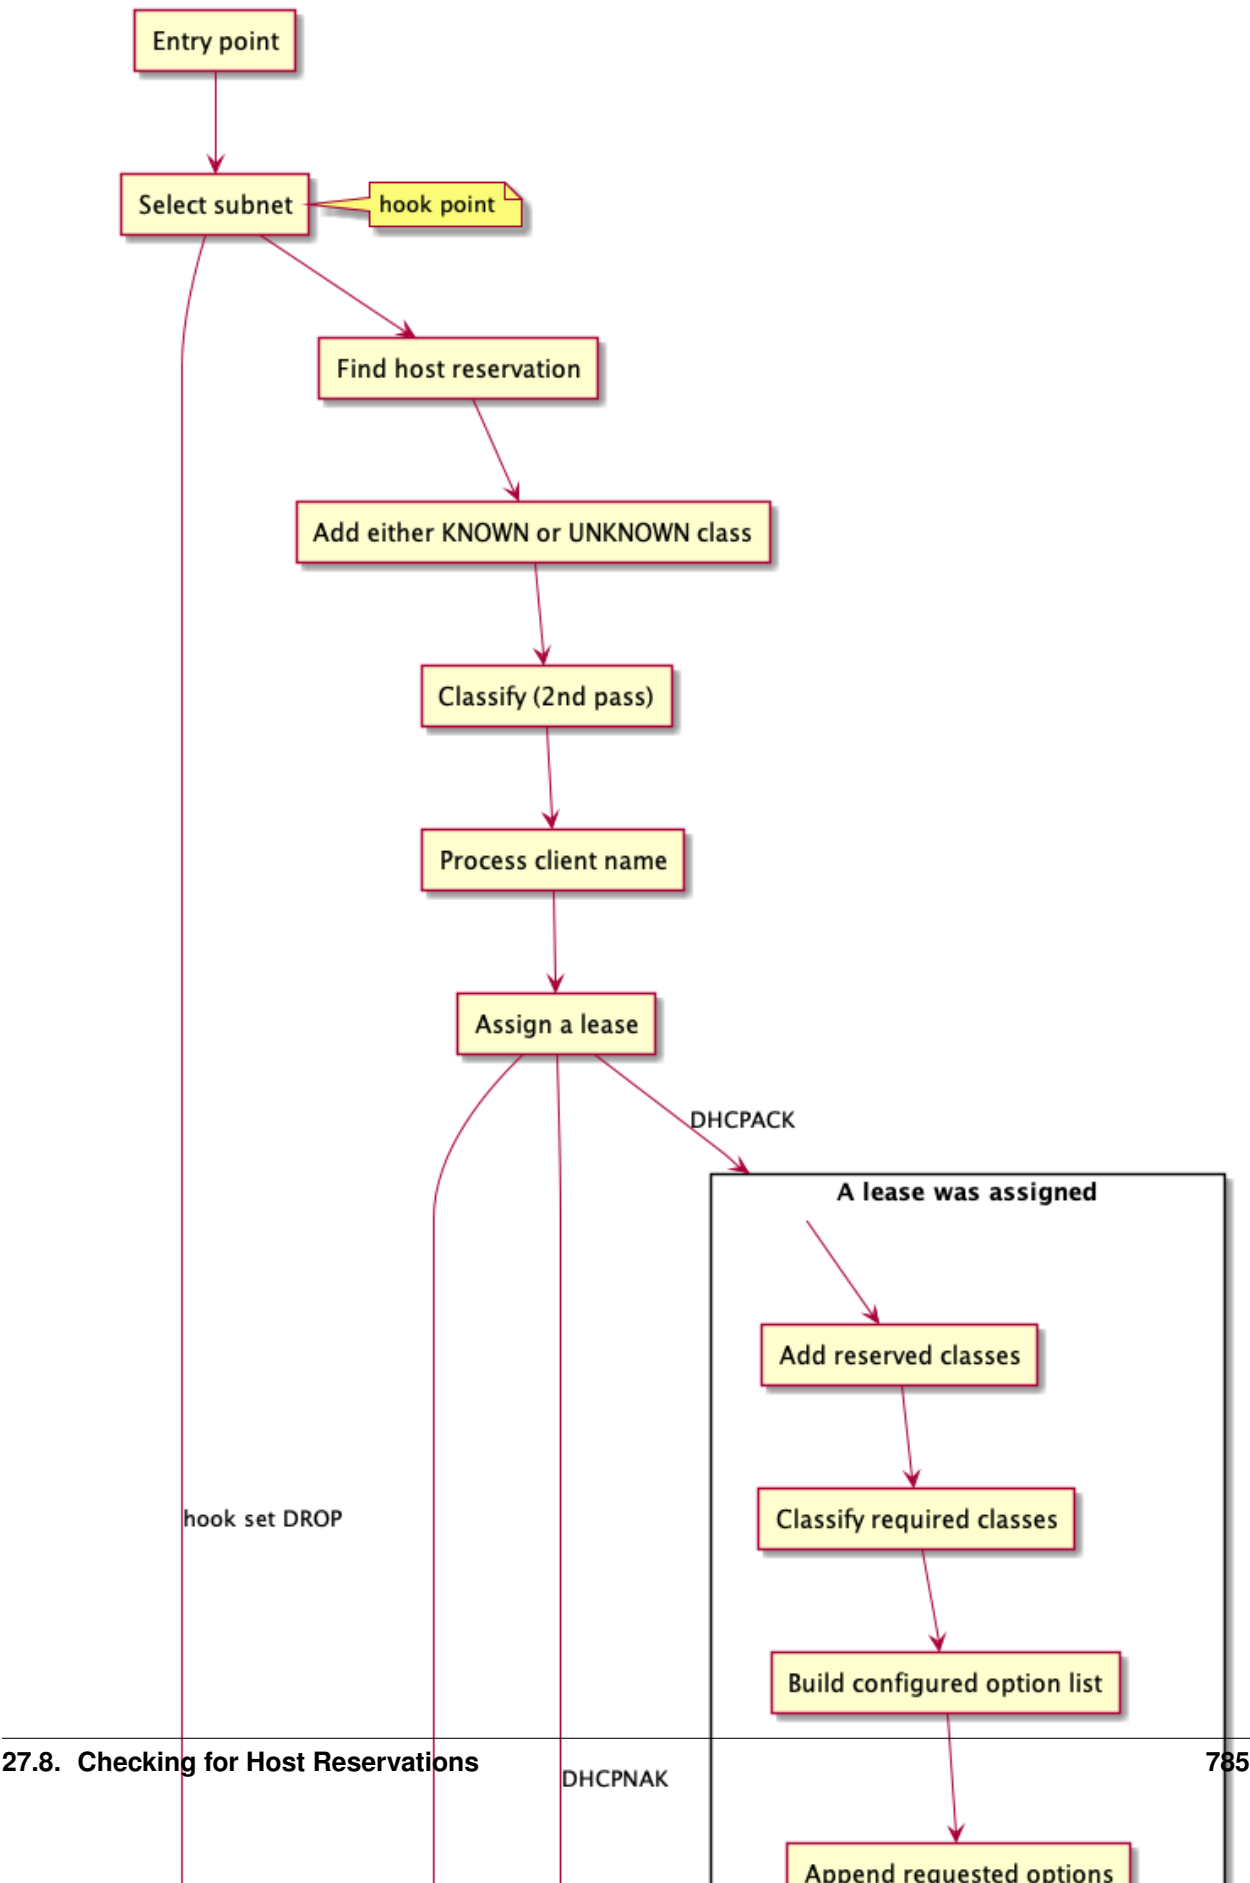 Entry point
Select subnet
hook point
Find host reservation
Add either KNOWN or UNKNOWN class
Classify (2nd pass)
Process client name
Assign a lease
DHCPACK
A lease was assigned
Add reserved classes
Classify required classes
hook set DROP
Build configured option list
27.8. Checking for Host Reservations 785
DHCPNAK
Append requested options